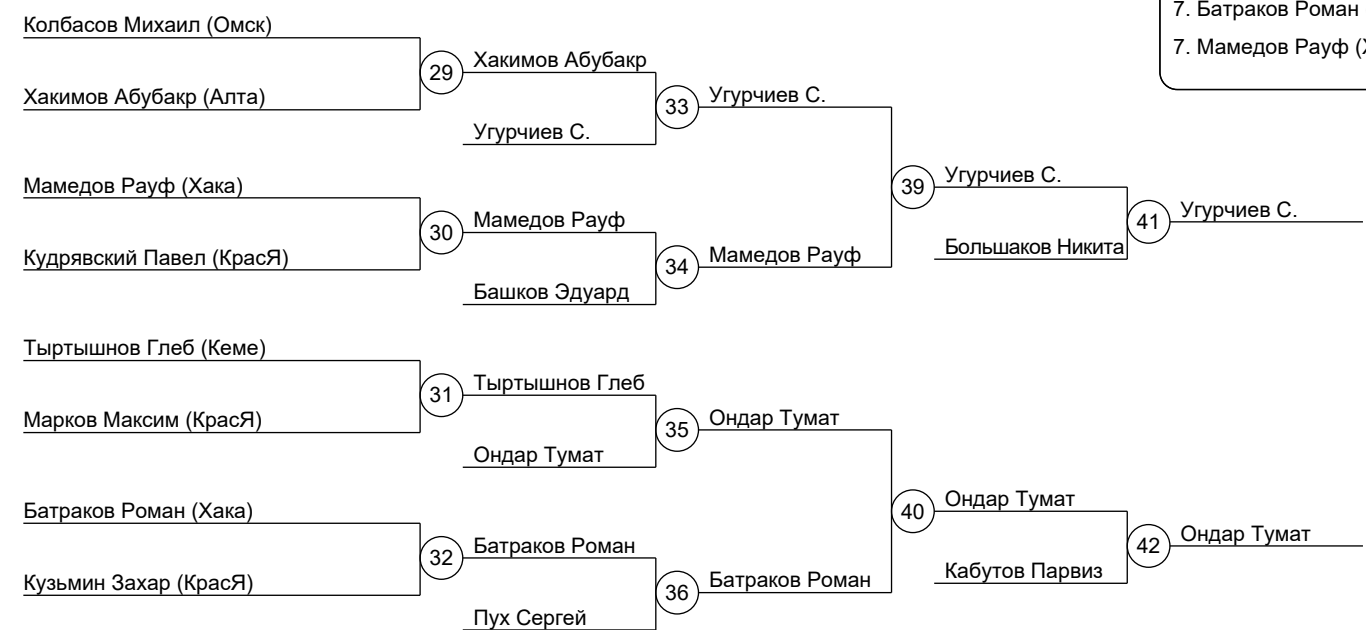 7. Батраков Роман
7. Мамедов Рауф
Колбасов Михаил (Омск)
29
Хакимов Абубакр
Хакимов Абубакр (Алта)
33
Угурчиев С.
Угурчиев С.
Мамедов Рауф (Хака)
39
Угурчиев С.
30
Мамедов Рауф
41
Угурчиев С.
Кудрявский Павел (КрасЯ)
34
Мамедов Рауф
Большаков Никита
Башков Эдуард
Тыртышнов Глеб (Кеме)
31
Тыртышнов Глеб
Марков Максим (КрасЯ)
35
Ондар Тумат
Ондар Тумат
Батраков Роман (Хака)
40
Ондар Тумат
32
Батраков Роман
42
Ондар Тумат
Кузьмин Захар (КрасЯ)
36
Батраков Роман
Кабутов Парвиз
Пух Сергей